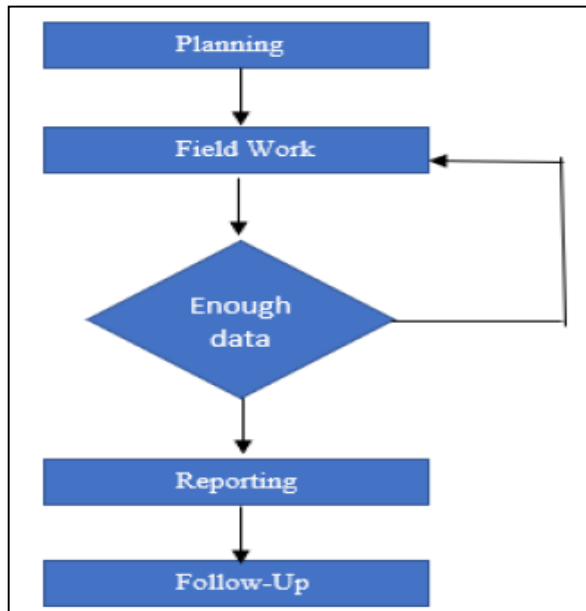 Planning
Field Work
Enough
data
Reporting
Follow-Up